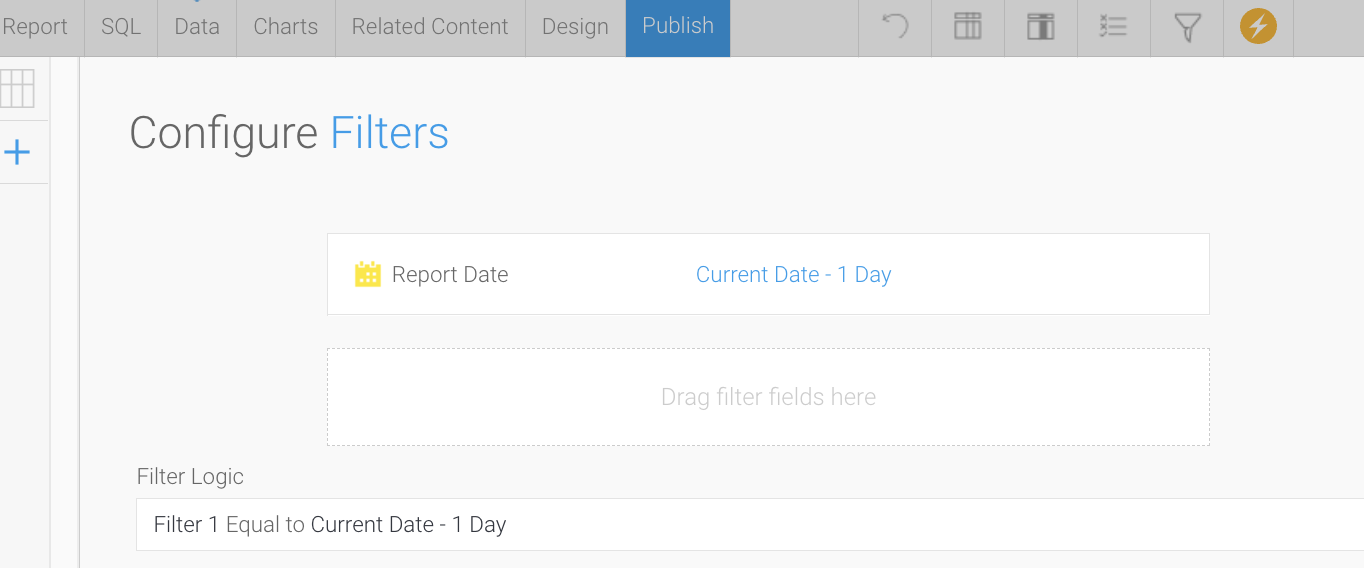 Report SQL Data Charts Related Content Design Publish
Configure Filters
Report Date Current Date - 1 Day
Drag filter fields here
Filter Logic
Filter 1 Equal to Current Date - 1 Day